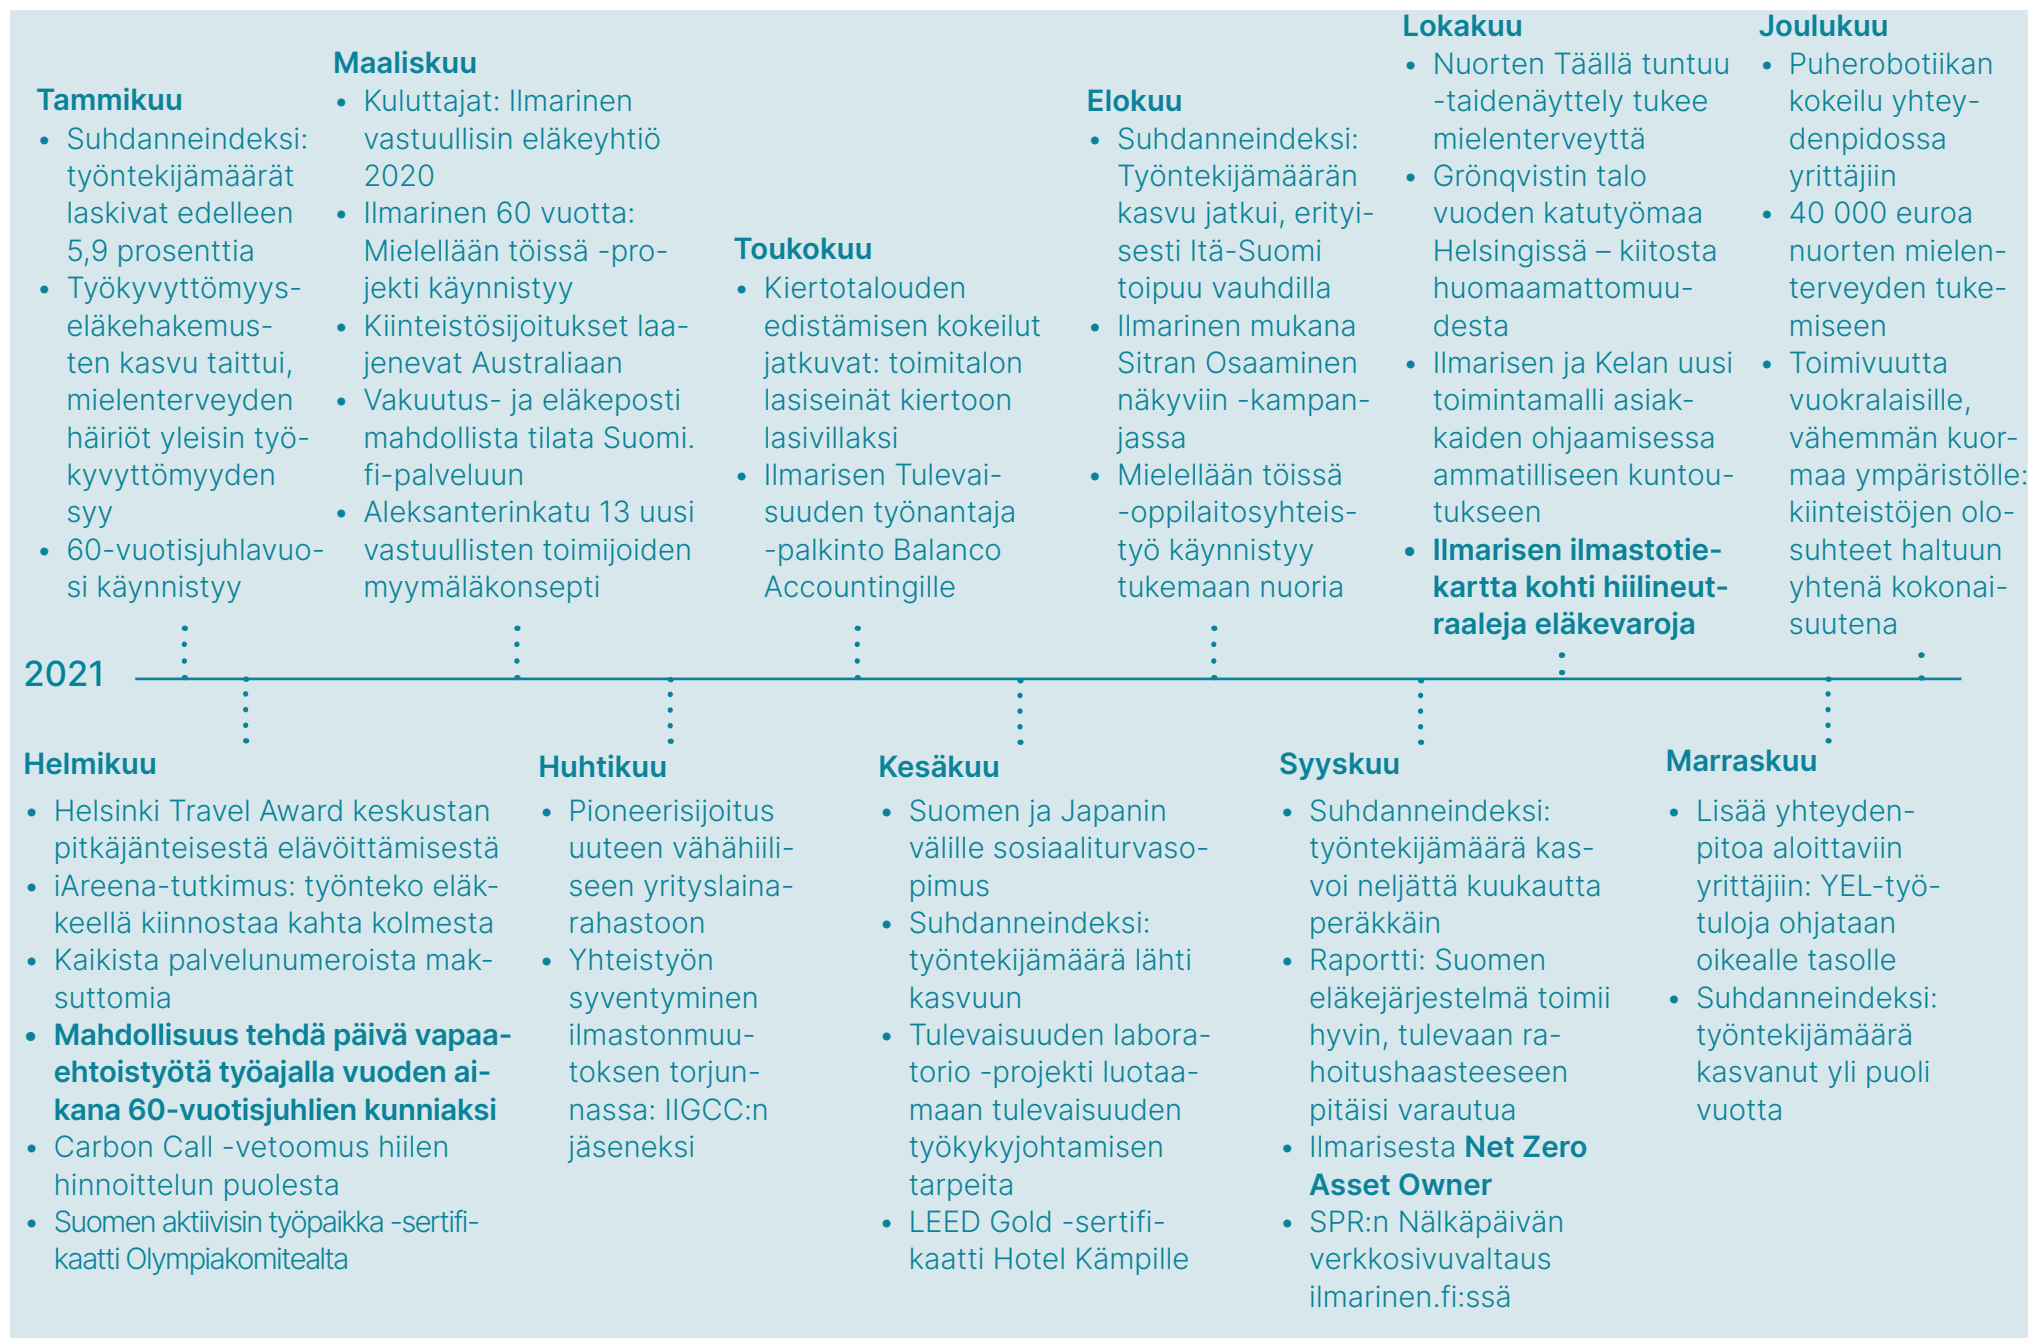 Tammikuu
• Suhdanneindeksi:
työntekijämäärät
laskivat edelleen
5,9 prosenttia
• Työkyvyttömyys-
eläkehakemus-
ten kasvu taittui,
mielenterveyden
häiriöt yleisin työ-
kyvyttömyyden
syy
• 60-vuotisjuhlavuo-
si käynnistyy
Maaliskuu
• Kuluttajat: Ilmarinen
vastuullisin eläkeyhtiö
2020
• Ilmarinen 60 vuotta:
Mielellään töissä -pro-
jekti käynnistyy
• Kiinteistösijoitukset laa-
jenevat Australiaan
• Vakuutus- ja eläkeposti
mahdollista tilata Suomi.
fi-palveluun
• Aleksanterinkatu 13 uusi
vastuullisten toimijoiden
myymäläkonsepti
Toukokuu
• Kiertotalouden
edistämisen kokeilut
jatkuvat: toimitalon
lasiseinät kiertoon
lasivillaksi
• Ilmarisen Tulevai-
suuden työnantaja
-palkinto Balanco
Accountingille
Elokuu
• Suhdanneindeksi:
Työntekijämäärän
kasvu jatkui, erityi-
sesti Itä-Suomi
toipuu vauhdilla
• Ilmarinen mukana
Sitran Osaaminen
näkyviin -kampan-
jassa
• Mielellään töissä
-oppilaitosyhteis-
työ käynnistyy
tukemaan nuoria
Lokakuu
• Nuorten Täällä tuntuu
-taidenäyttely tukee
mielenterveyttä
• Grönqvistin talo
vuoden katutyömaa
Helsingissä – kiitosta
huomaamattomuu-
desta
• Ilmarisen ja Kelan uusi
toimintamalli asiak-
kaiden ohjaamisessa
ammatilliseen kuntou-
tukseen
• Ilmarisen ilmastotie-
kartta kohti hiilineut-
raaleja eläkevaroja
Joulukuu
• Puherobotiikan
kokeilu yhtey-
denpidossa
yrittäjiin
• 40 000 euroa
nuorten mielen-
terveyden tuke-
miseen
• Toimivuutta
vuokralaisille,
vähemmän kuor-
maa ympäristölle:
kiinteistöjen olo-
suhteet haltuun
yhtenä kokonai-
suutena
2021
Helmikuu
• Helsinki Travel Award keskustan
pitkäjänteisestä elävöittämisestä
• iAreena-tutkimus: työnteko eläk-
keellä kiinnostaa kahta kolmesta
• Kaikista palvelunumeroista mak-
suttomia
• Mahdollisuus tehdä päivä vapaa-
ehtoistyötä työajalla vuoden ai-
kana 60-vuotisjuhlien kunniaksi
• Carbon Call -vetoomus hiilen
hinnoittelun puolesta
• Suomen aktiivisin työpaikka -sertifi-
kaatti Olympiakomitealta
Huhtikuu
• Pioneerisijoitus
uuteen vähähiili-
seen yrityslaina-
rahastoon
• Yhteistyön
syventyminen
ilmastonmuu-
toksen torjun-
nassa: IIGCC:n
jäseneksi
Kesäkuu
• Suomen ja Japanin
välille sosiaaliturvaso-
pimus
• Suhdanneindeksi:
työntekijämäärä lähti
kasvuun
• Tulevaisuuden labora-
torio -projekti luotaa-
maan tulevaisuuden
työkykyjohtamisen
tarpeita
• LEED Gold -sertifi-
kaatti Hotel Kämpille
Syyskuu
• Suhdanneindeksi:
työntekijämäärä kas-
voi neljättä kuukautta
peräkkäin
• Raportti: Suomen
eläkejärjestelmä toimii
hyvin, tulevaan ra-
hoitushaasteeseen
pitäisi varautua
• Ilmarisesta Net Zero
Asset Owner
• SPR:n Nälkäpäivän
verkkosivuvaltaus
ilmarinen.fi:ssä
Marraskuu
• Lisää yhteyden-
pitoa aloittaviin
yrittäjiin: YEL-työ-
tuloja ohjataan
oikealle tasolle
• Suhdanneindeksi:
työntekijämäärä
kasvanut yli puoli
vuotta